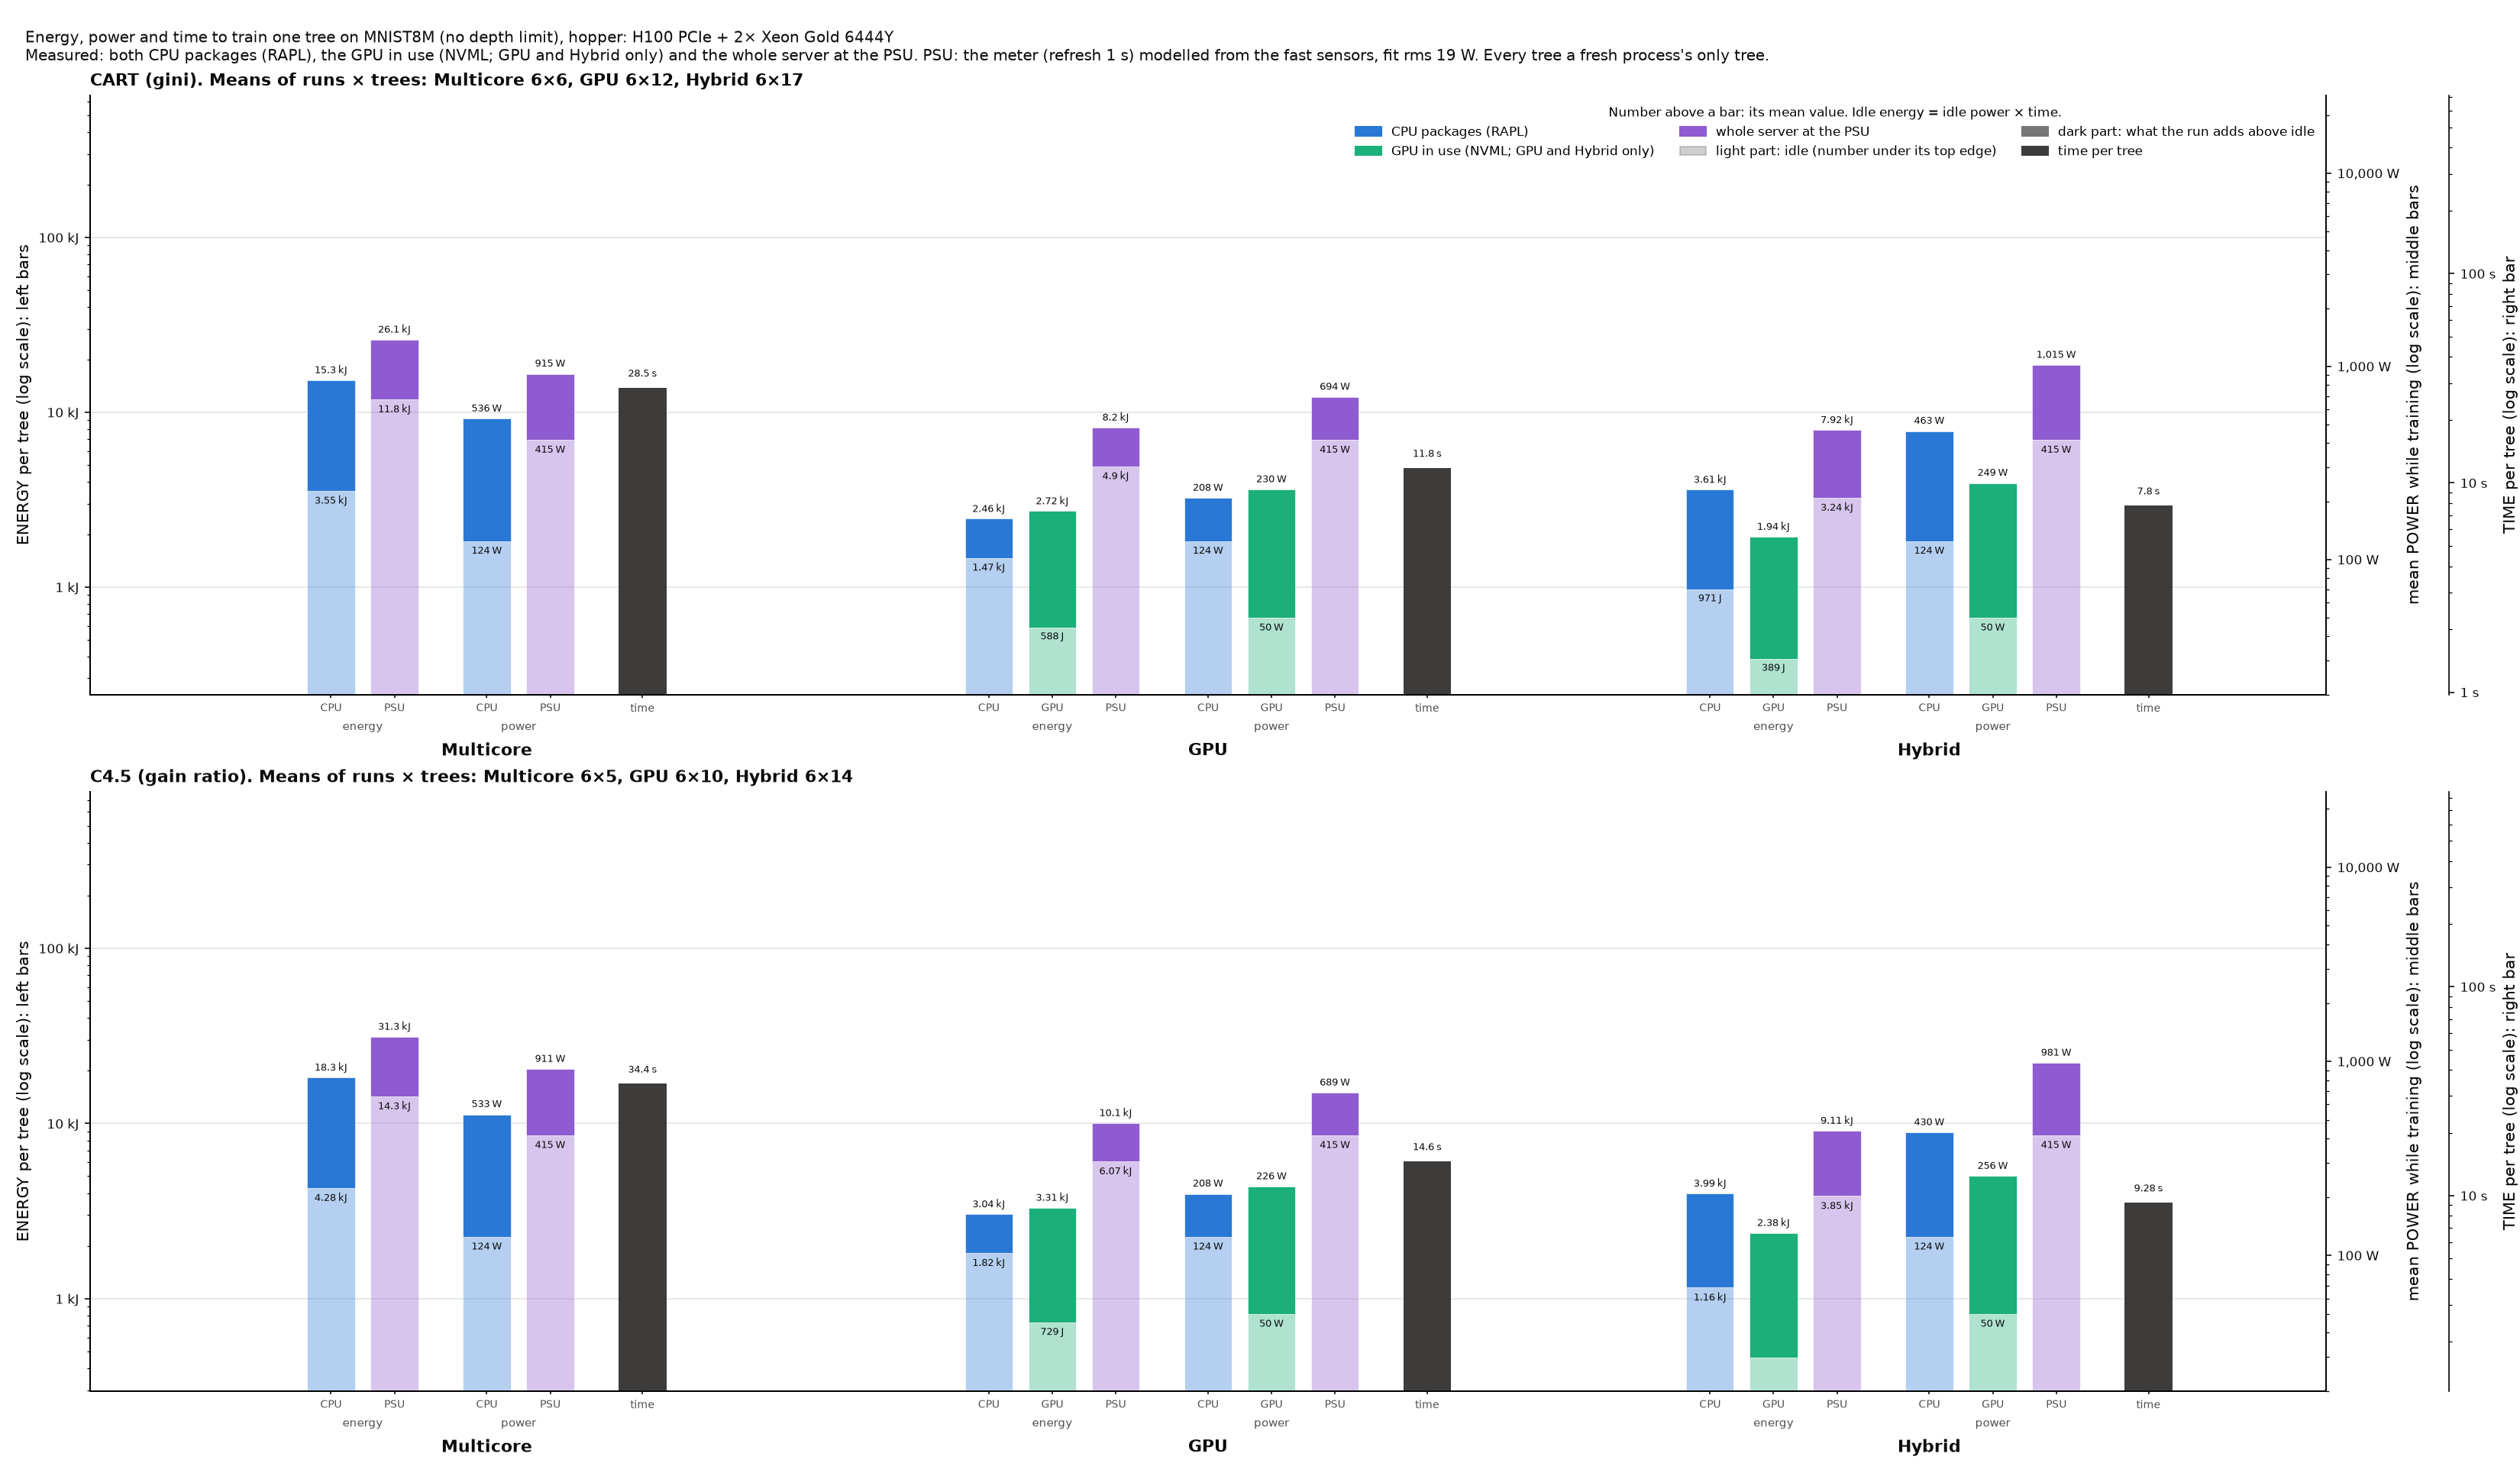 Energy, power and time to train one tree on MNIST8M (no depth limit), hopper: H100 PCIe + 2× Xeon Gold 6444Y
Measured: both CPU packages (RAPL), the GPU in use (NVML; GPU and Hybrid only) and the whole server at the PSU. PSU: the meter (refresh 1 s) modelled from the fast sensors, fit rms 19 W. Every tree a fresh process's only tree.
CART (gini). Means of runs × trees: Multicore 6×6, GPU 6×12, Hybrid 6×17
Number above a bar: its mean value. Idle energy = idle power × time.
CPU packages (RAPL)
GPU in use (NVML; GPU and Hybrid only)
whole server at the PSU
light part: idle (number under its top edge)
dark part: what the run adds above idle
time per tree
ENERGY per tree (log scale): left bars
100 kJ
10 kJ
1 kJ
15.3 kJ
3.55 kJ
26.1 kJ
11.8 kJ
536 W
124 W
915 W
415 W
28.5 s
2.46 kJ
1.47 kJ
2.72 kJ
588 J
8.2 kJ
4.9 kJ
208 W
124 W
230 W
50 W
694 W
415 W
11.8 s
3.61 kJ
971 J
1.94 kJ
389 J
7.92 kJ
3.24 kJ
463 W
124 W
249 W
50 W
1,015 W
415 W
7.8 s
10,000 W
1,000 W
100 W
mean POWER while training (log scale): middle bars
100 s
10 s
1 s
TIME per tree (log scale): right bar
CPU PSU CPU PSU time
energy power
Multicore
CPU GPU PSU CPU GPU PSU time
energy power
GPU
CPU GPU PSU CPU GPU PSU time
energy power
Hybrid
C4.5 (gain ratio). Means of runs × trees: Multicore 6×5, GPU 6×10, Hybrid 6×14
ENERGY per tree (log scale): left bars
100 kJ
10 kJ
1 kJ
18.3 kJ
4.28 kJ
31.3 kJ
14.3 kJ
533 W
124 W
911 W
415 W
34.4 s
3.04 kJ
1.82 kJ
3.31 kJ
729 J
10.1 kJ
6.07 kJ
208 W
124 W
226 W
50 W
689 W
415 W
14.6 s
3.99 kJ
1.16 kJ
2.38 kJ
9.11 kJ
3.85 kJ
430 W
124 W
256 W
50 W
981 W
415 W
9.28 s
10,000 W
1,000 W
100 W
mean POWER while training (log scale): middle bars
100 s
10 s
TIME per tree (log scale): right bar
CPU PSU CPU PSU time
energy power
Multicore
CPU GPU PSU CPU GPU PSU time
energy power
GPU
CPU GPU PSU CPU GPU PSU time
energy power
Hybrid